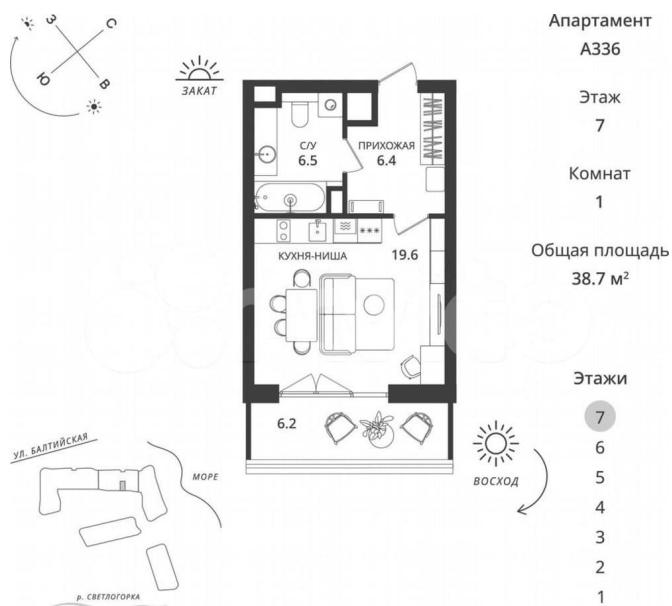 З
С
Ю
В
ЗАКАТ
С/У
6.5
ПРИХОЖАЯ
6.4
КУХНЯ-НИША
19.6
6.2
ВОСХОД
УЛ. БАЛТИЙСКАЯ
МОРЕ
р. СВЕТЛОГОРКА
Апартамент
А336
Этаж
7
Комнат
1
Общая площадь
38.7 м²
Этажи
7
6
5
4
3
2
1